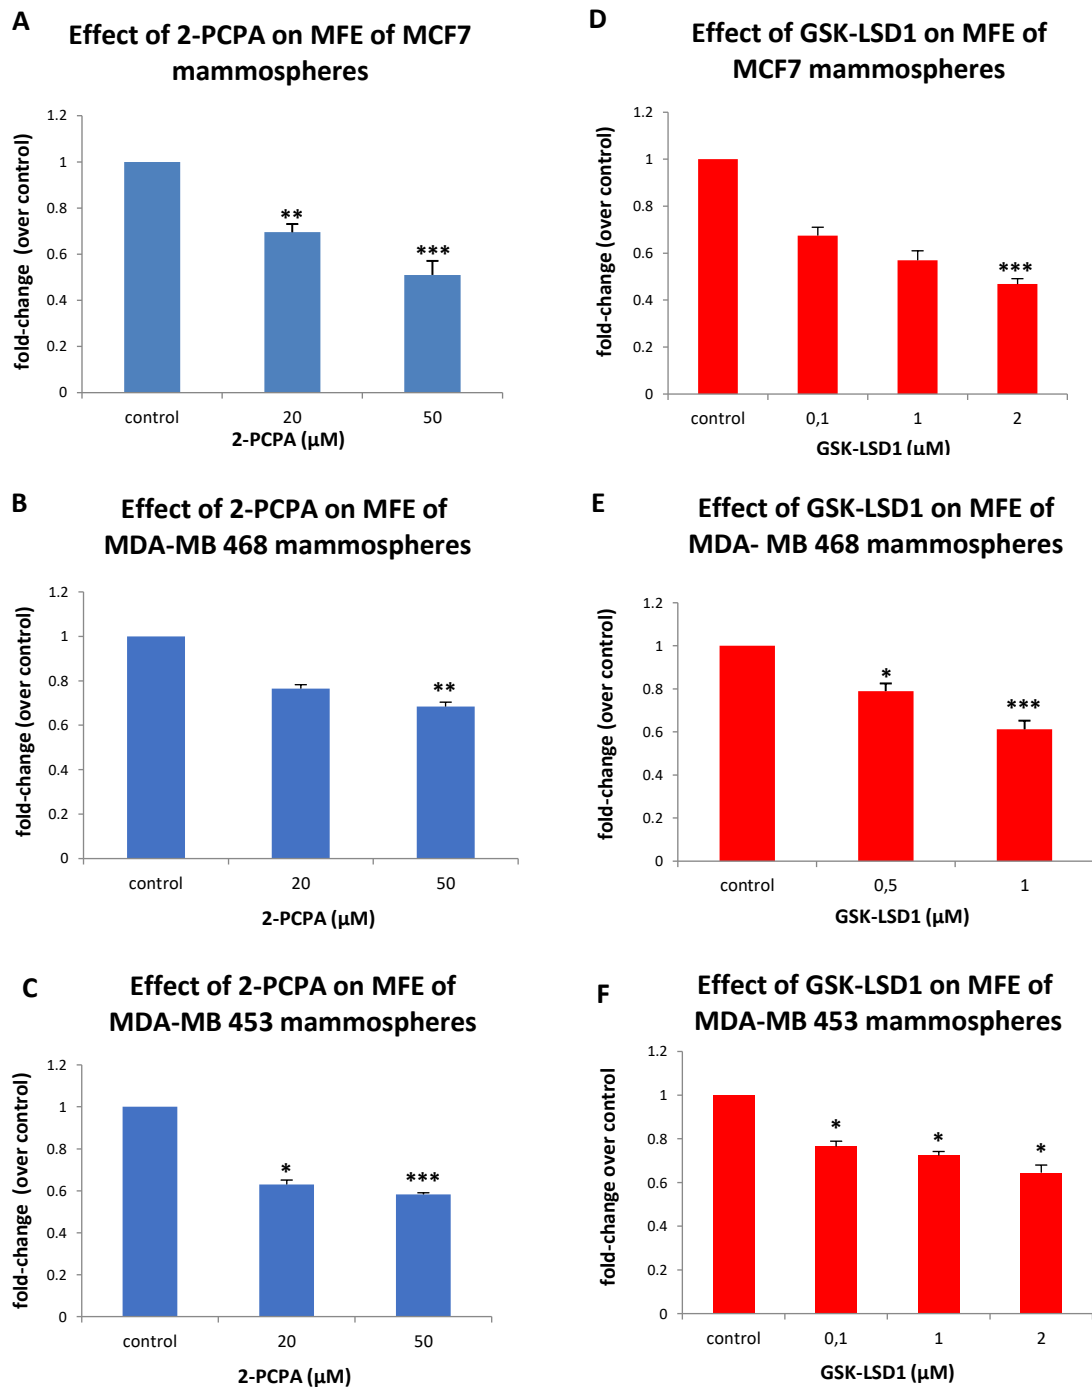 A
Effect of 2-PCPA on MFE of MCF7
mammospheres
fold-change (over control)
1.2
1
0.8
0.6
0.4
0.2
0
**
***
control
20
50
2-PCPA (µM)
D
Effect of GSK-LSD1 on MFE of
MCF7 mammospheres
fold-change (over control)
1.2
1
0.8
0.6
0.4
0.2
0
***
control
0,1
1
2
GSK-LSD1 (µM)
B
Effect of 2-PCPA on MFE of
MDA-MB 468 mammospheres
fold-change (over control)
1.2
1
0.8
0.6
0.4
0.2
0
**
control
20
50
2-PCPA (µM)
E
Effect of GSK-LSD1 on MFE of
MDA- MB 468 mammospheres
fold-change (over control)
1.2
1
0.8
0.6
0.4
0.2
0
*
***
control
0,5
1
GSK-LSD1 (µM)
C
Effect of 2-PCPA on MFE of
MDA-MB 453 mammospheres
fold-change (over control)
1.2
1
0.8
0.6
0.4
0.2
0
*
***
control
20
50
2-PCPA (µM)
F
Effect of GSK-LSD1 on MFE of
MDA-MB 453 mammospheres
fold-change over control
1.2
1
0.8
0.6
0.4
0.2
0
*
*
*
control
0,1
1
2
GSK-LSD1 (µM)